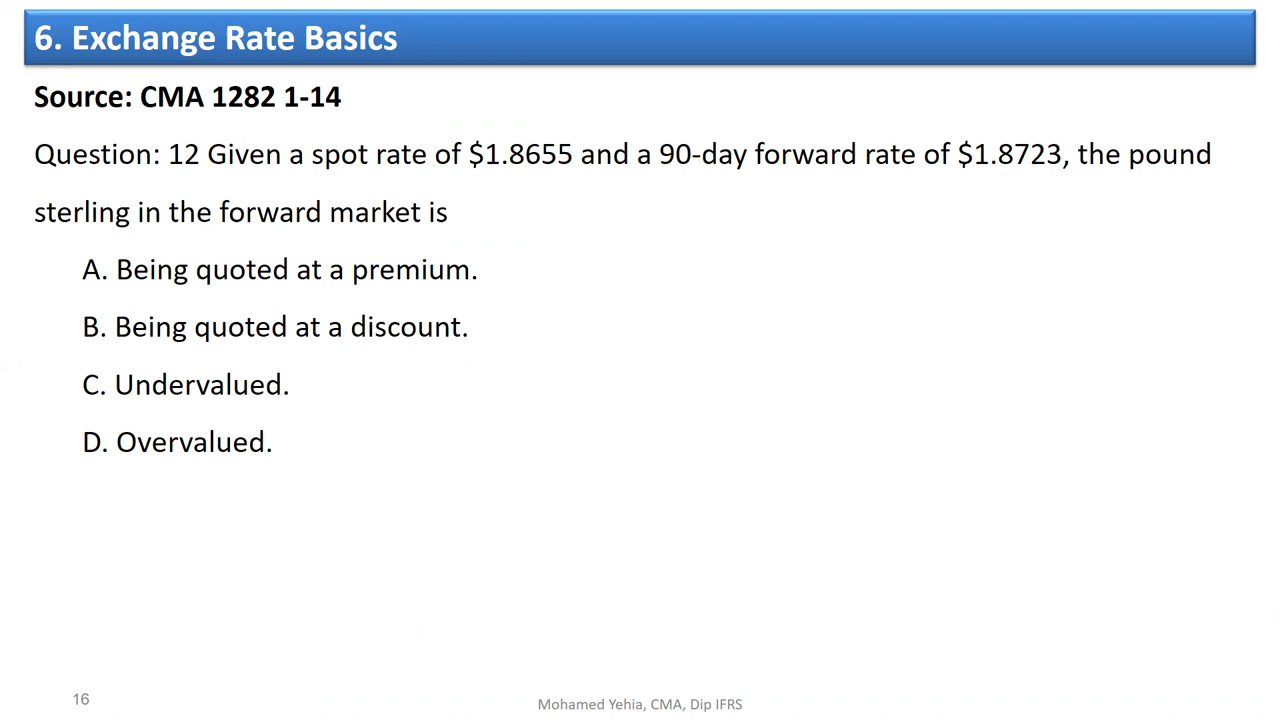 6. Exchange Rate Basics
Source: CMA 1282 1-14
Question: 12 Given a spot rate of $1.8655 and a 90-day forward rate of $1.8723, the pound
sterling in the forward market is
A. Being quoted at a premium.
B. Being quoted at a discount.
C. Undervalued.
D. Overvalued.
16
Mohamed Yehia, CMA, Dip IFRS